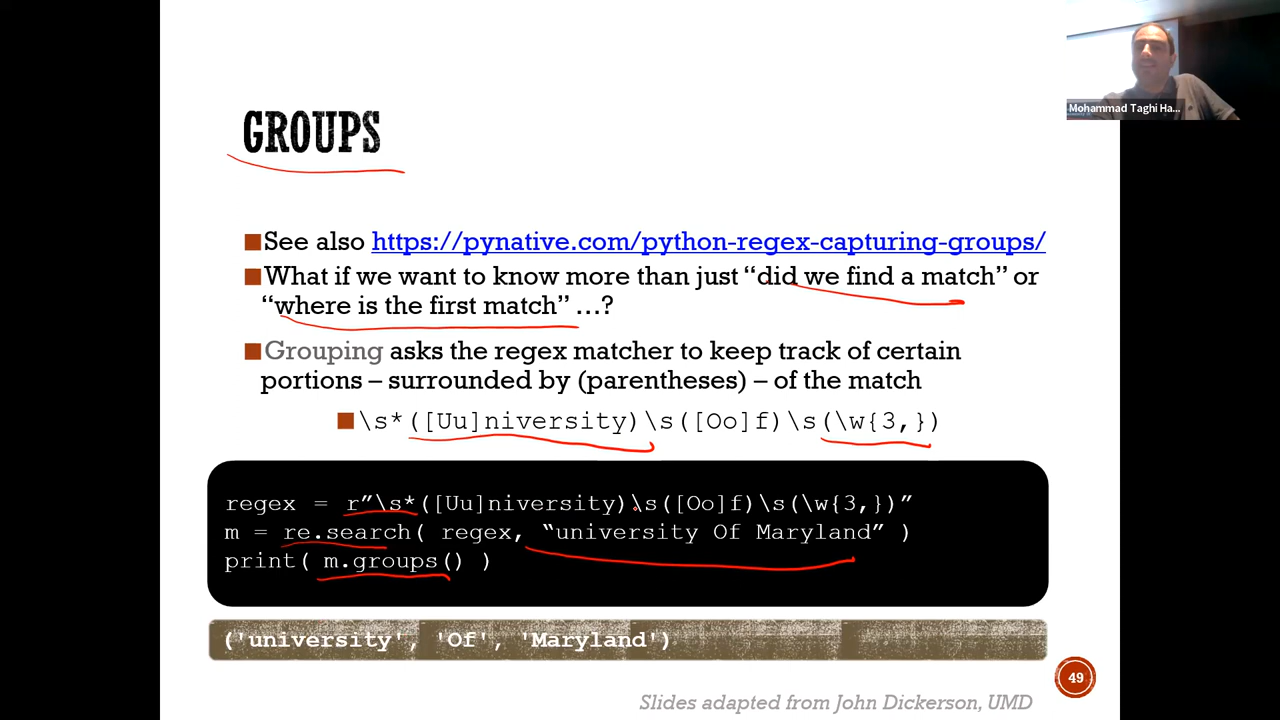 Mohammad Taghi Ha...
GROUPS
See also https://pynative.com/python-regex-capturing-groups/
What if we want to know more than just “did we find a match” or
“where is the first match” …?
Grouping asks the regex matcher to keep track of certain
portions – surrounded by (parentheses) – of the match
\s*([Uu]niversity)\s([Oo]f)\s(\w{3,})
regex = r”\s*([Uu]niversity)\s([Oo]f)\s(\w{3,})”
m = re.search( regex, “university Of Maryland” )
print( m.groups() )
('university', 'Of', 'Maryland')
49
Slides adapted from John Dickerson, UMD